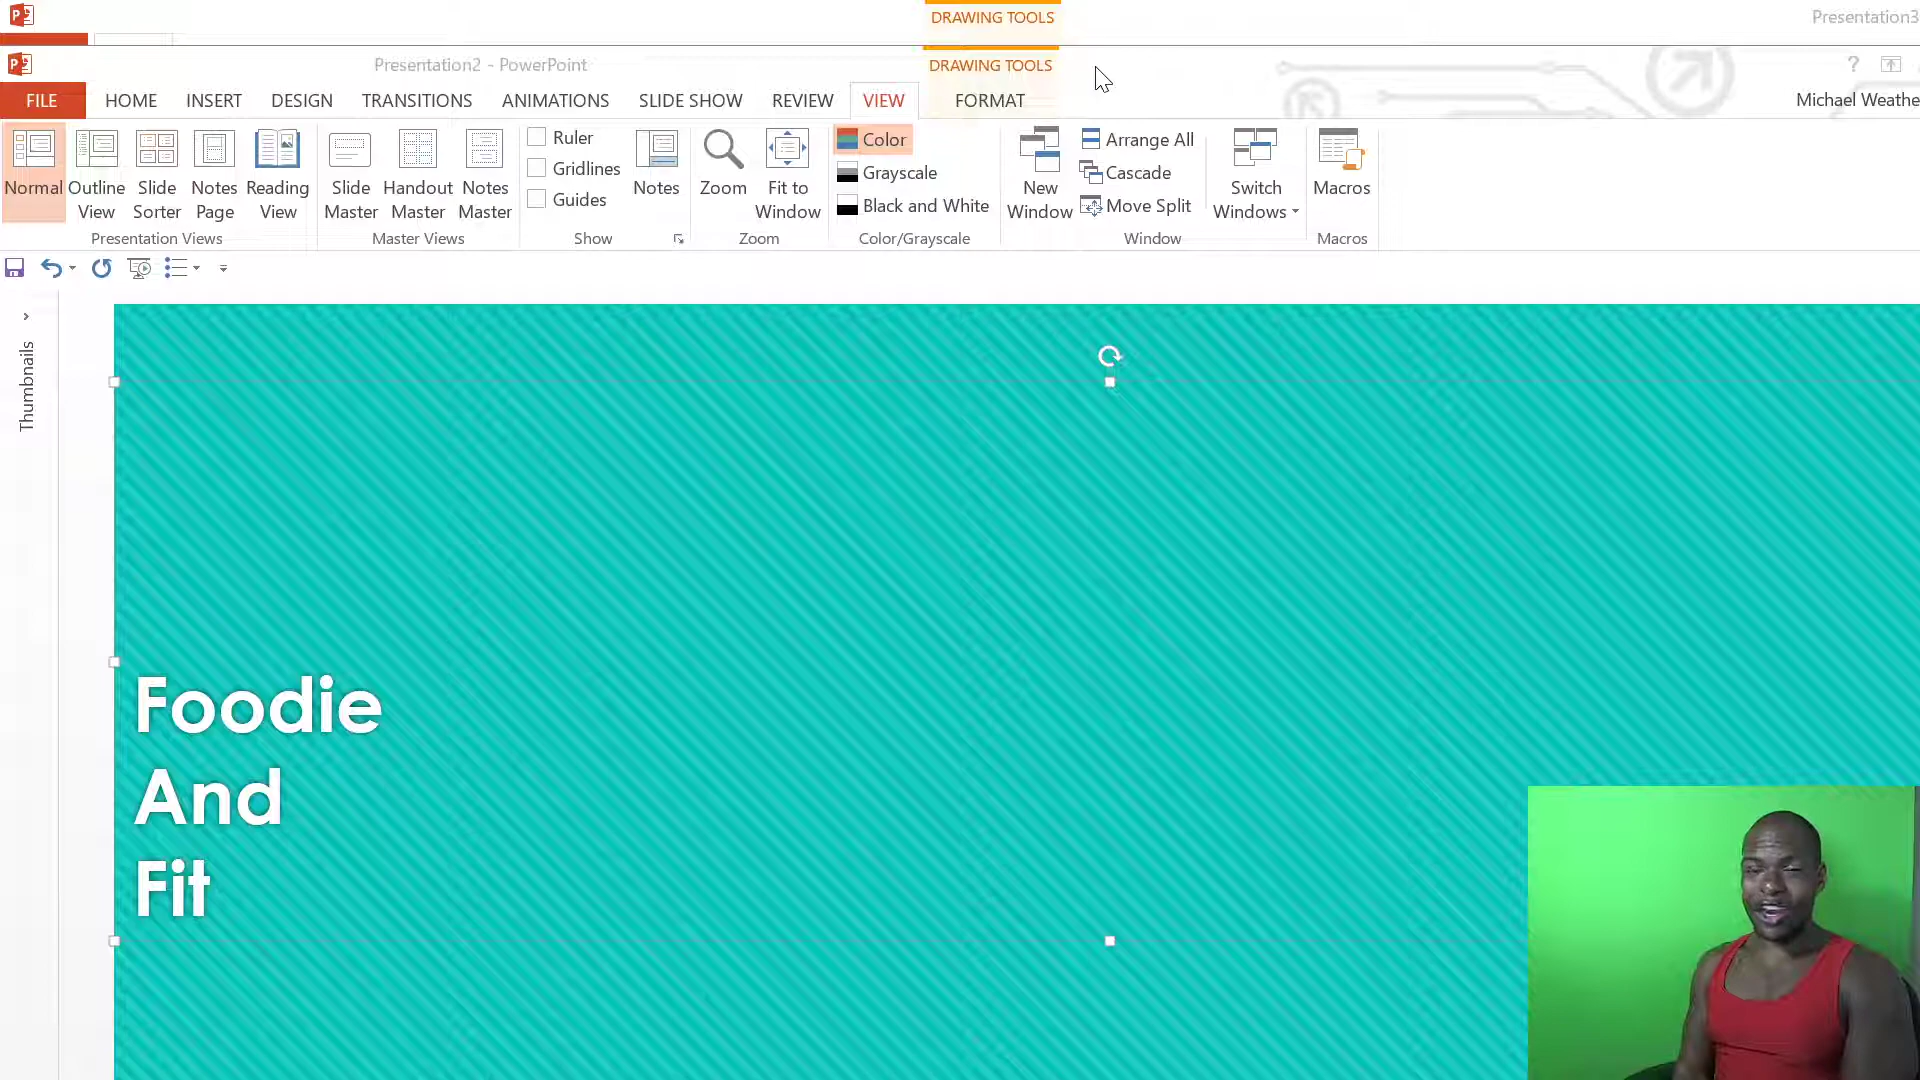 DRAWING TOOLS
Presentation3
Presentation2 - PowerPoint
DRAWING TOOLS
?
FILE HOME INSERT DESIGN TRANSITIONS ANIMATIONS SLIDE SHOW REVIEW VIEW FORMAT
Michael Weathe
Normal
Outline View
Slide Sorter
Notes Page
Reading View
Presentation Views
Slide Master
Handout Master
Notes Master
Master Views
Ruler
Gridlines
Guides
Notes
Show
Zoom
Fit to Window
Zoom
Color
Grayscale
Black and White
Color/Grayscale
New Window
Arrange All
Cascade
Move Split
Switch Windows
Window
Macros
Macros
Thumbnails
Foodie
And
Fit